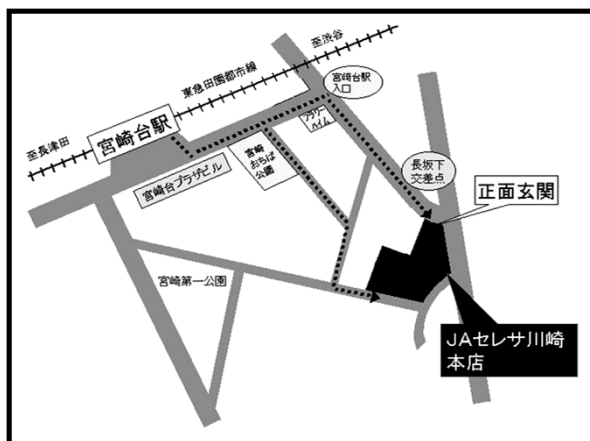 至渋谷
東急田園都市線
宮崎台駅
入口
宮崎台駅
至長津田
フラワー
ハイム
宮崎
おちば
公園
宮崎台プラザビル
長坂下
交差点
正面玄関
宮崎第一公園
JAセレサ川崎
本店